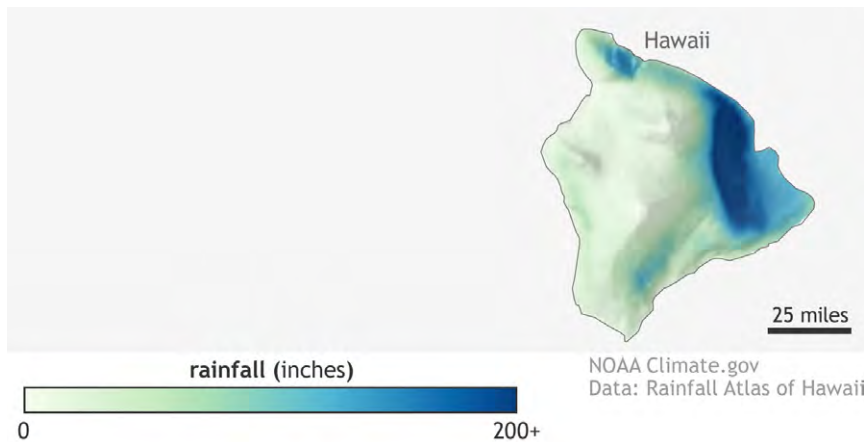 Hawaii
25 miles
rainfall (inches)
0 200+
NOAA Climate.gov
Data: Rainfall Atlas of Hawaii